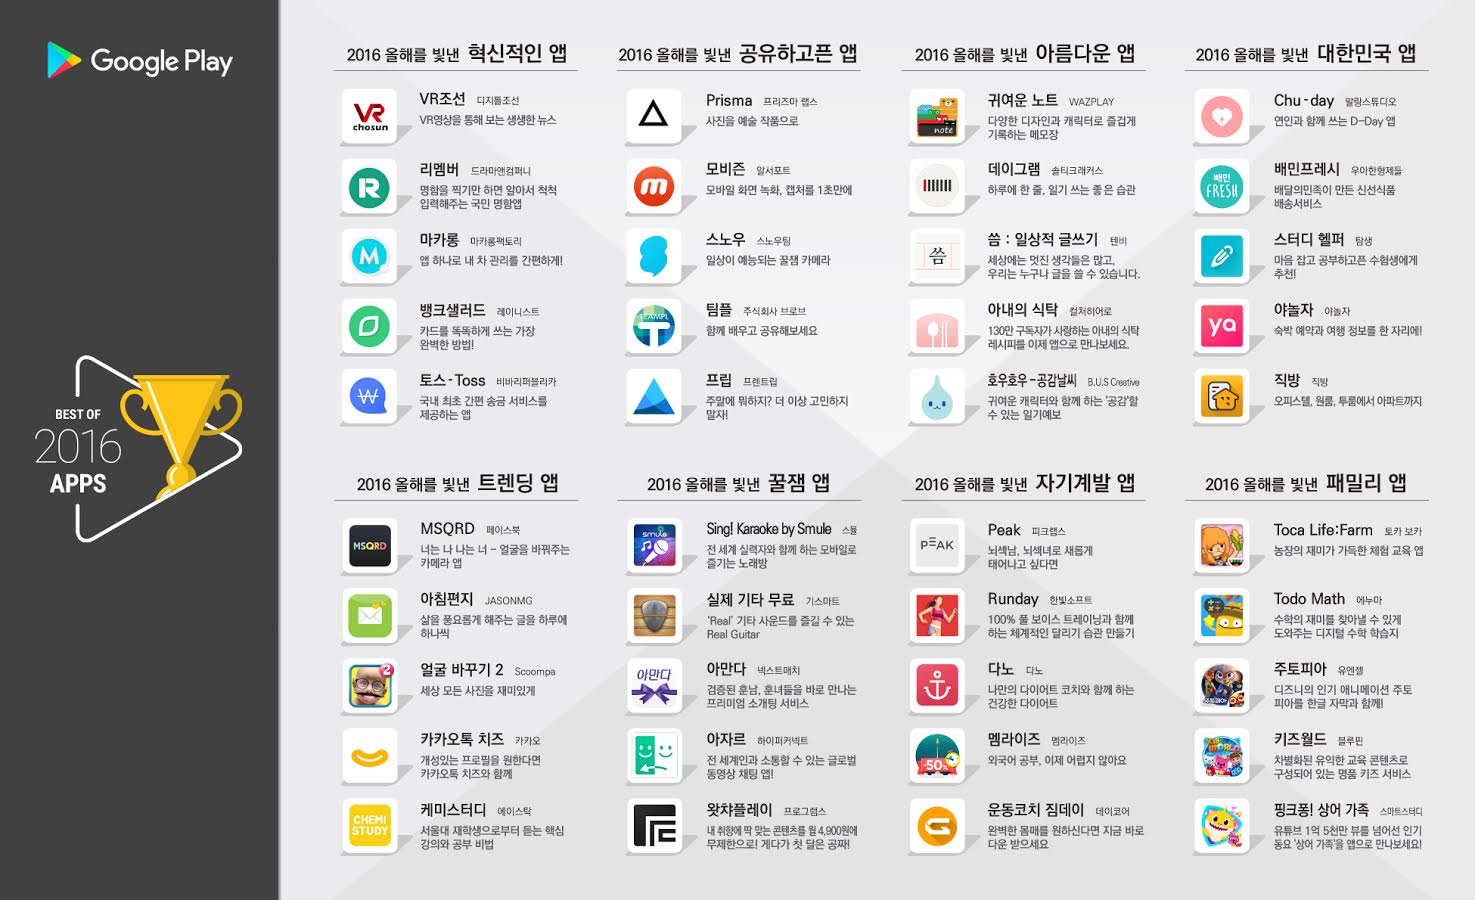 Google Play
BEST OF
2016
APPS
2016 올해를 빛낸 혁신적인 앱
VR chosun
VR조선 디지틀조선
VR영상을 통해 보는 생생한 뉴스
R
리멤버 드라마앤컴퍼니
명함을 찍기만 하면 알아서 척척
입력해주는 국민 명함앱
M
마카롱 마카롱팩토리
앱 하나로 내 차 관리를 간편하게!
뱅크샐러드 레이니스트
카드를 똑똑하게 쓰는 가장
완벽한 방법!
토스-Toss 비바리퍼블리카
국내 최초 간편 송금 서비스를
제공하는 앱
2016 올해를 빛낸 공유하고픈 앱
Prisma 프리즈마 랩스
사진을 예술 작품으로
m
모비즌 알서포트
모바일 화면 녹화, 캡처를 1초만에
스노우 스노우팀
일상이 예능되는 꿀잼 카메라
TEAMPL
팀플 주식회사 브로브
함께 배우고 공유해보세요
프립 프렌트립
주말에 뭐하지? 더 이상 고민하지
말자!
2016 올해를 빛낸 아름다운 앱
note
귀여운 노트 WAZPLAY
다양한 디자인과 캐릭터로 즐겁게
기록하는 메모장
데이그램 솔티크래커스
하루에 한 줄, 일기 쓰는 좋은 습관
씀
씀 : 일상적 글쓰기 텐비
세상에는 멋진 생각들은 많고,
우리는 누구나 글을 쓸 수 있습니다.
아내의 식탁 컬처히어로
130만 구독자가 사랑하는 아내의 식탁
레시피를 이제 앱으로 만나보세요.
호우호우-공감날씨 B.U.S Creative
귀여운 캐릭터와 함께 하는 '공감'할
수 있는 일기예보
2016 올해를 빛낸 대한민국 앱
Chu-day 말랑스튜디오
연인과 함께 쓰는 D-Day 앱
배민 FRESH
배민프레시 우아한형제들
배달의민족이 만든 신선식품
배송서비스
스터디 헬퍼 탐생
마음 잡고 공부하고픈 수험생에게
추천!
ya
야놀자 야놀자
숙박 예약과 여행 정보를 한 자리에!
직방 직방
오피스텔, 원룸, 투룸에서 아파트까지
2016 올해를 빛낸 트렌딩 앱
MSQRD
MSQRD 페이스북
너는 나 나는 너 - 얼굴을 바꿔주는
카메라 앱
아침편지 JASONMG
삶을 풍요롭게 해주는 글을 하루에
하나씩
2
얼굴 바꾸기 2 Scoompa
세상 모든 사진을 재미있게
카카오톡 치즈 카카오
개성있는 프로필을 원한다면
카카오톡 치즈와 함께
CHEMI STUDY
케미스터디 에이스탁
서울대 재학생으로부터 듣는 핵심
강의와 공부 비법
2016 올해를 빛낸 꿀잼 앱
smule
Sing! Karaoke by Smule 스뮬
전 세계 실력자와 함께 하는 모바일로
즐기는 노래방
실제 기타 무료 기스마트
'Real' 기타 사운드를 즐길 수 있는
Real Guitar
아만다
아만다 넥스트매치
검증된 훈남, 훈녀들을 바로 만나는
프리미엄 소개팅 서비스
아자르 하이퍼커넥트
전 세계인과 소통할 수 있는 글로벌
동영상 채팅 앱!
왓챠플레이 프로그램스
내 취향에 딱 맞는 콘텐츠를 월 4,900원에
무제한으로! 게다가 첫 달은 공짜!
2016 올해를 빛낸 자기계발 앱
PEAK
Peak 피크랩스
뇌섹남, 뇌섹녀로 새롭게
태어나고 싶다면
Runday 한빛소프트
100% 풀 보이스 트레이닝과 함께
하는 체계적인 달리기 습관 만들기
다노 다노
나만의 다이어트 코치와 함께 하는
건강한 다이어트
-50%
멤라이즈 멤라이즈
외국어 공부, 이제 어렵지 않아요
운동코치 짐데이 데이코어
완벽한 몸매를 원하신다면 지금 바로
다운 받으세요
2016 올해를 빛낸 패밀리 앱
Toca Life:Farm 토카 보카
농장의 재미가 가득한 체험 교육 앱
Todo Math 에누마
수학의 재미를 찾아낼 수 있게
도와주는 디지털 수학 학습지
주토피아 유엔젤
디즈니의 인기 애니메이션 주토
피아를 한글 자막과 함께!
키즈월드 블루핀
차별화된 유익한 교육 콘텐츠로
구성되어 있는 명품 키즈 서비스
핑크퐁! 상어 가족 스마트스터디
유튜브 1억 5천만 뷰를 넘어선 인기
동요 '상어 가족'을 앱으로 만나보세요!